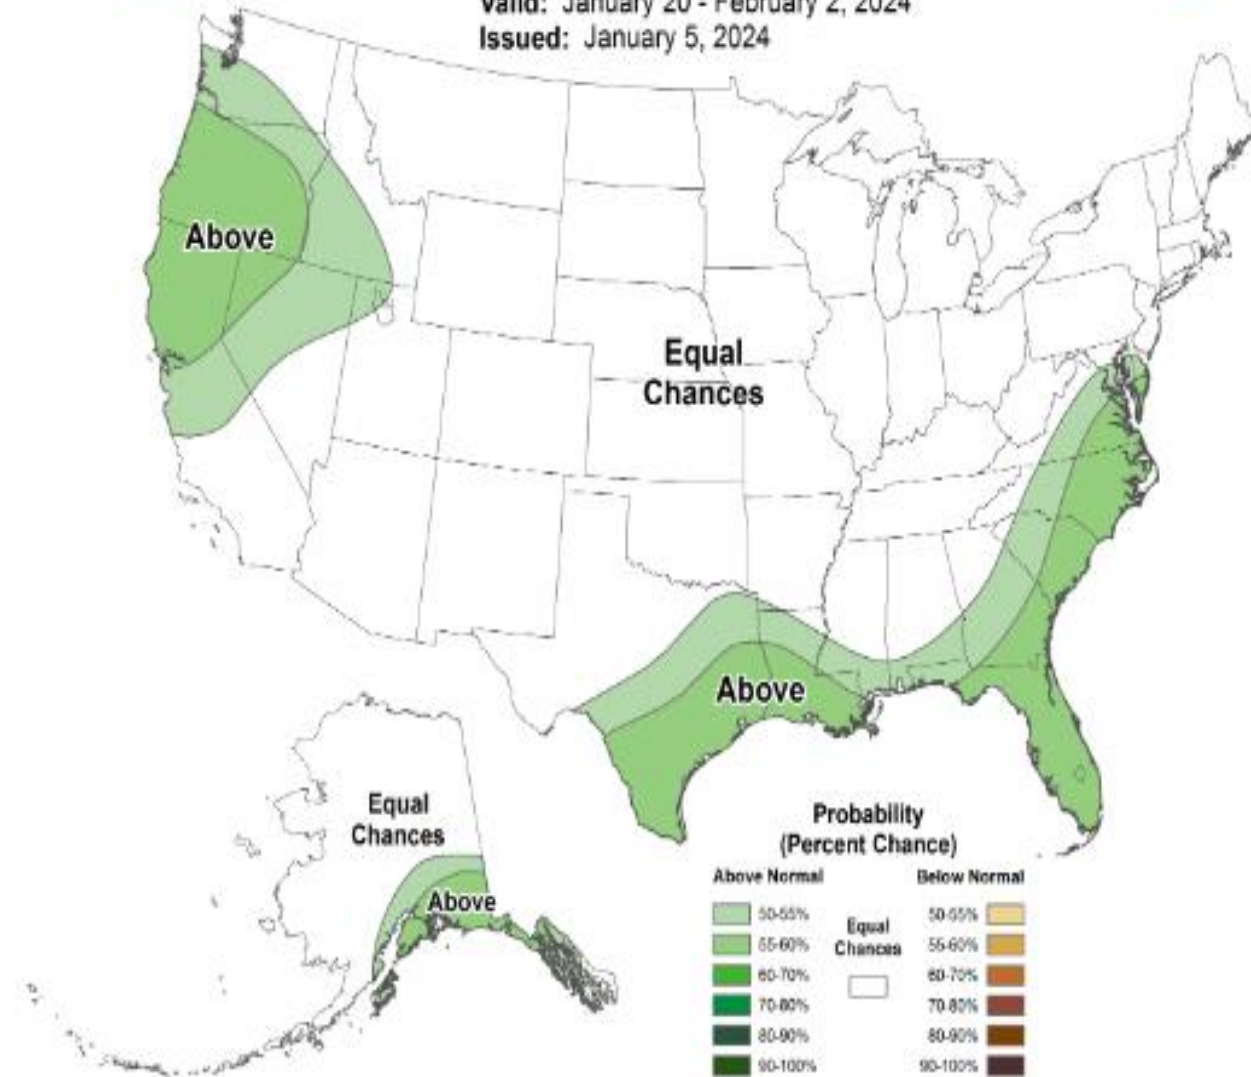 Valid: January 20 - February 2, 2024
Issued: January 5, 2024
Above
Equal
Chances
Above
Equal
Chances
Above
Probability
(Percent Chance)
Above Normal
Below Normal
50-55%
55-60%
60-70%
70-80%
80-90%
90-100%
Equal
Chances
50-55%
55-60%
60-70%
70-80%
80-90%
90-100%